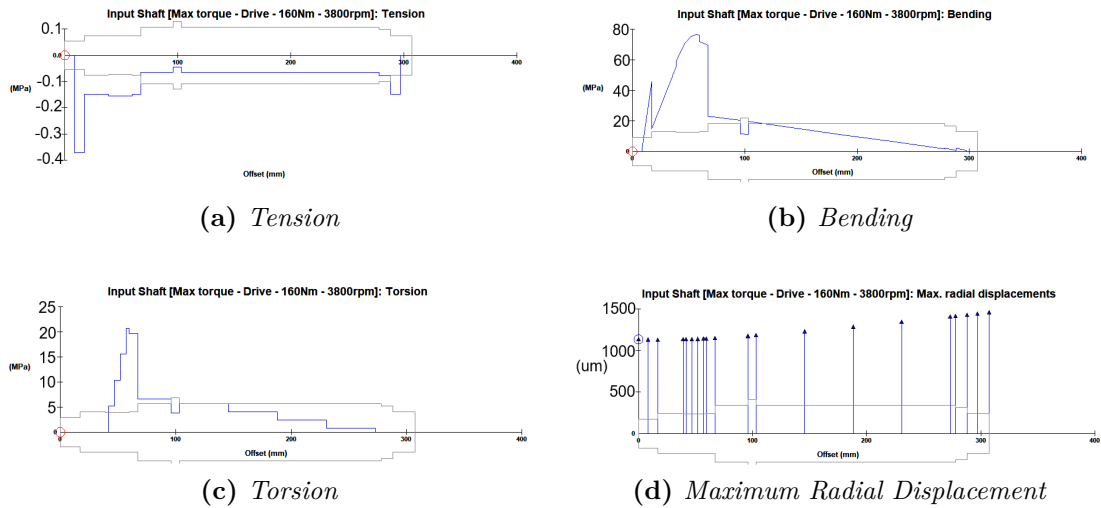 Input Shaft [Max torque - Drive - 160Nm - 3800rpm]: Tension
0.1
0.0
-0.1
(MPa)
-0.2
-0.3
-0.4
100
200
300
400
Offset (mm)
(a) Tension
Input Shaft [Max torque - Drive - 160Nm - 3800rpm]: Bending
80
60
(MPa)
40
20
0
0
100
200
300
400
Offset (mm)
(b) Bending
Input Shaft [Max torque - Drive - 160Nm - 3800rpm]: Torsion
25
20
(MPa)
15
10
5
0
0
100
200
300
400
Offset (mm)
(c) Torsion
Input Shaft [Max torque - Drive - 160Nm - 3800rpm]: Max. radial displacements
1500
1000
(um)
500
0
0
100
200
300
400
Offset (mm)
(d) Maximum Radial Displacement